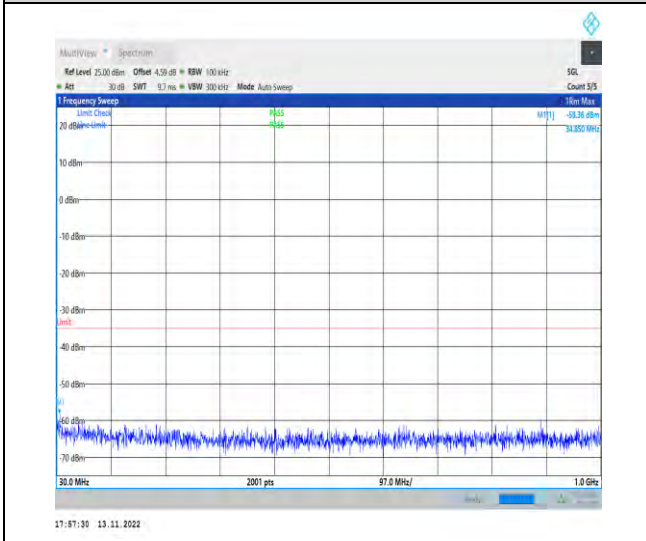 MultiView Spectrum
Ref Level 25.00 dBm Offset 4.59 dB RBW 100 kHz SGL
Att 30 dB SWT 9.7 ms VBW 300 kHz Mode Auto Sweep Count 5/5
1 Frequency Sweep 1Rm Max
Limit Check PASS M1[1] -58.36 dBm
20 dBm Line Limit PASS 34.850 MHz
10 dBm
0 dBm
-10 dBm
-20 dBm
-30 dBm
Limit
-40 dBm
-50 dBm
M1
-60 dBm
-70 dBm
30.0 MHz 2001 pts 97.0 MHz/ 1.0 GHz
Ready
17:57:30 13.11.2022